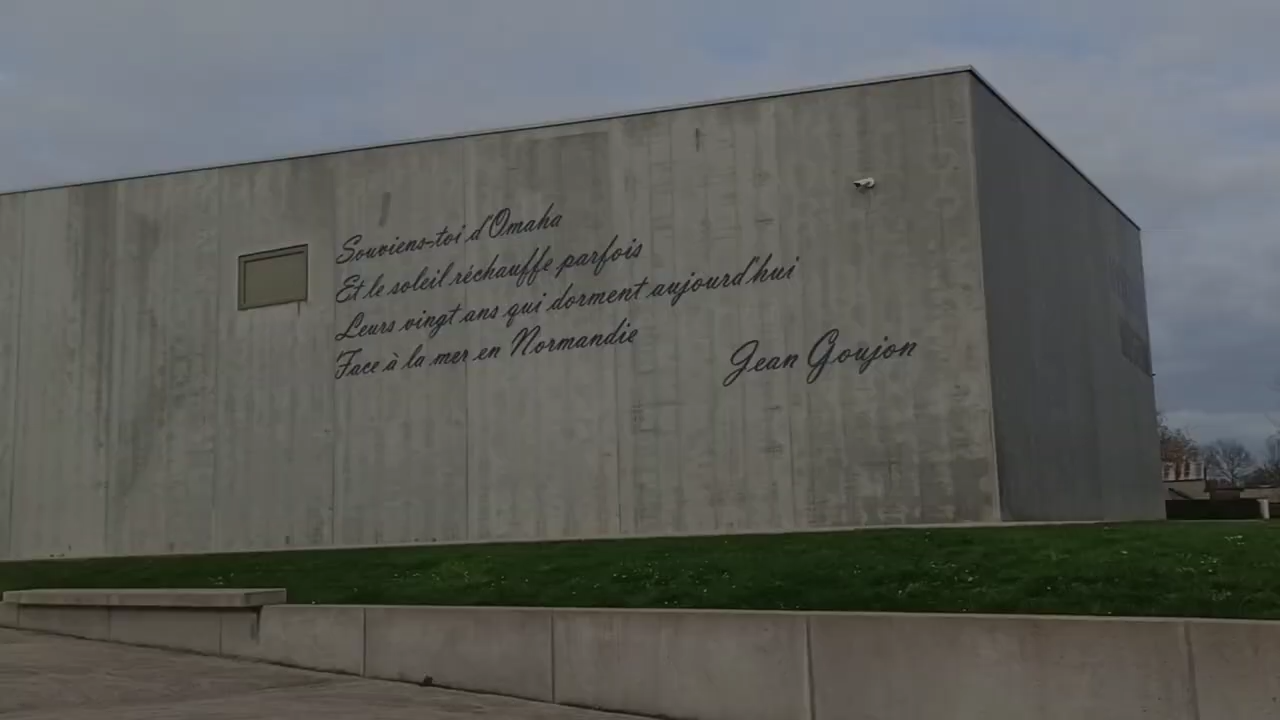 Souviens-toi d'Omaha
Et le soleil réchauffe parfois
Leurs vingt ans qui dorment aujourd'hui
Face à la mer en Normandie
Jean Goujon